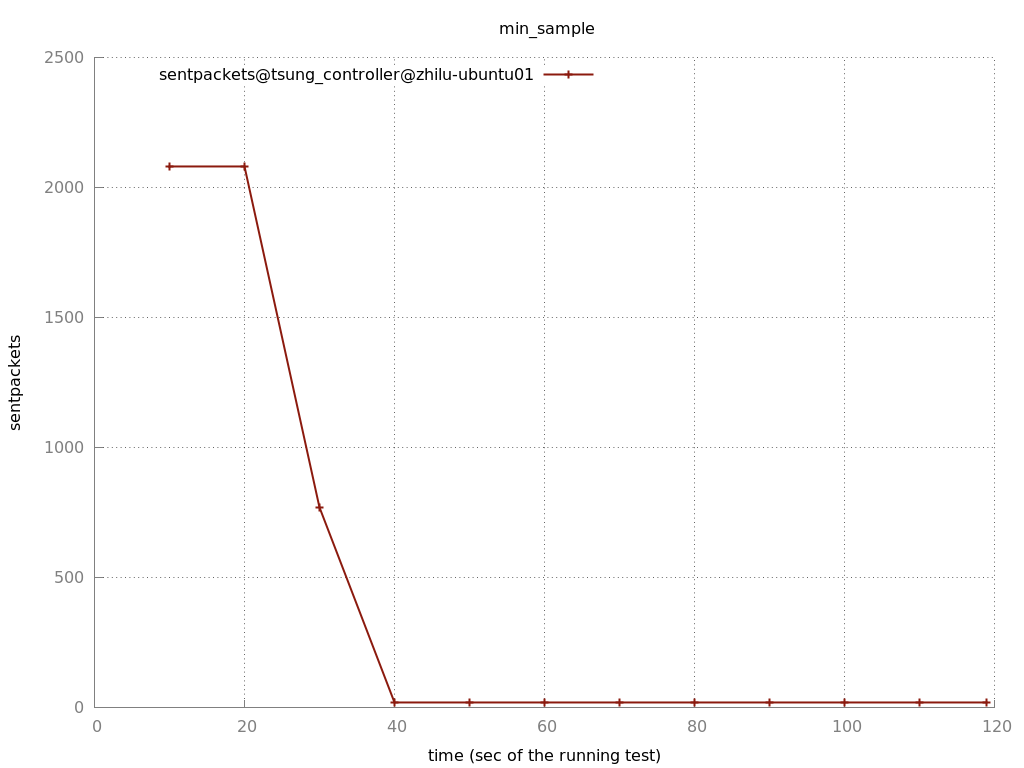 min_sample
2500
sentpackets@tsung_controller@zhilu-ubuntu01
2000
1500
sentpackets
1000
500
0
0 20 40 60 80 100 120
time (sec of the running test)